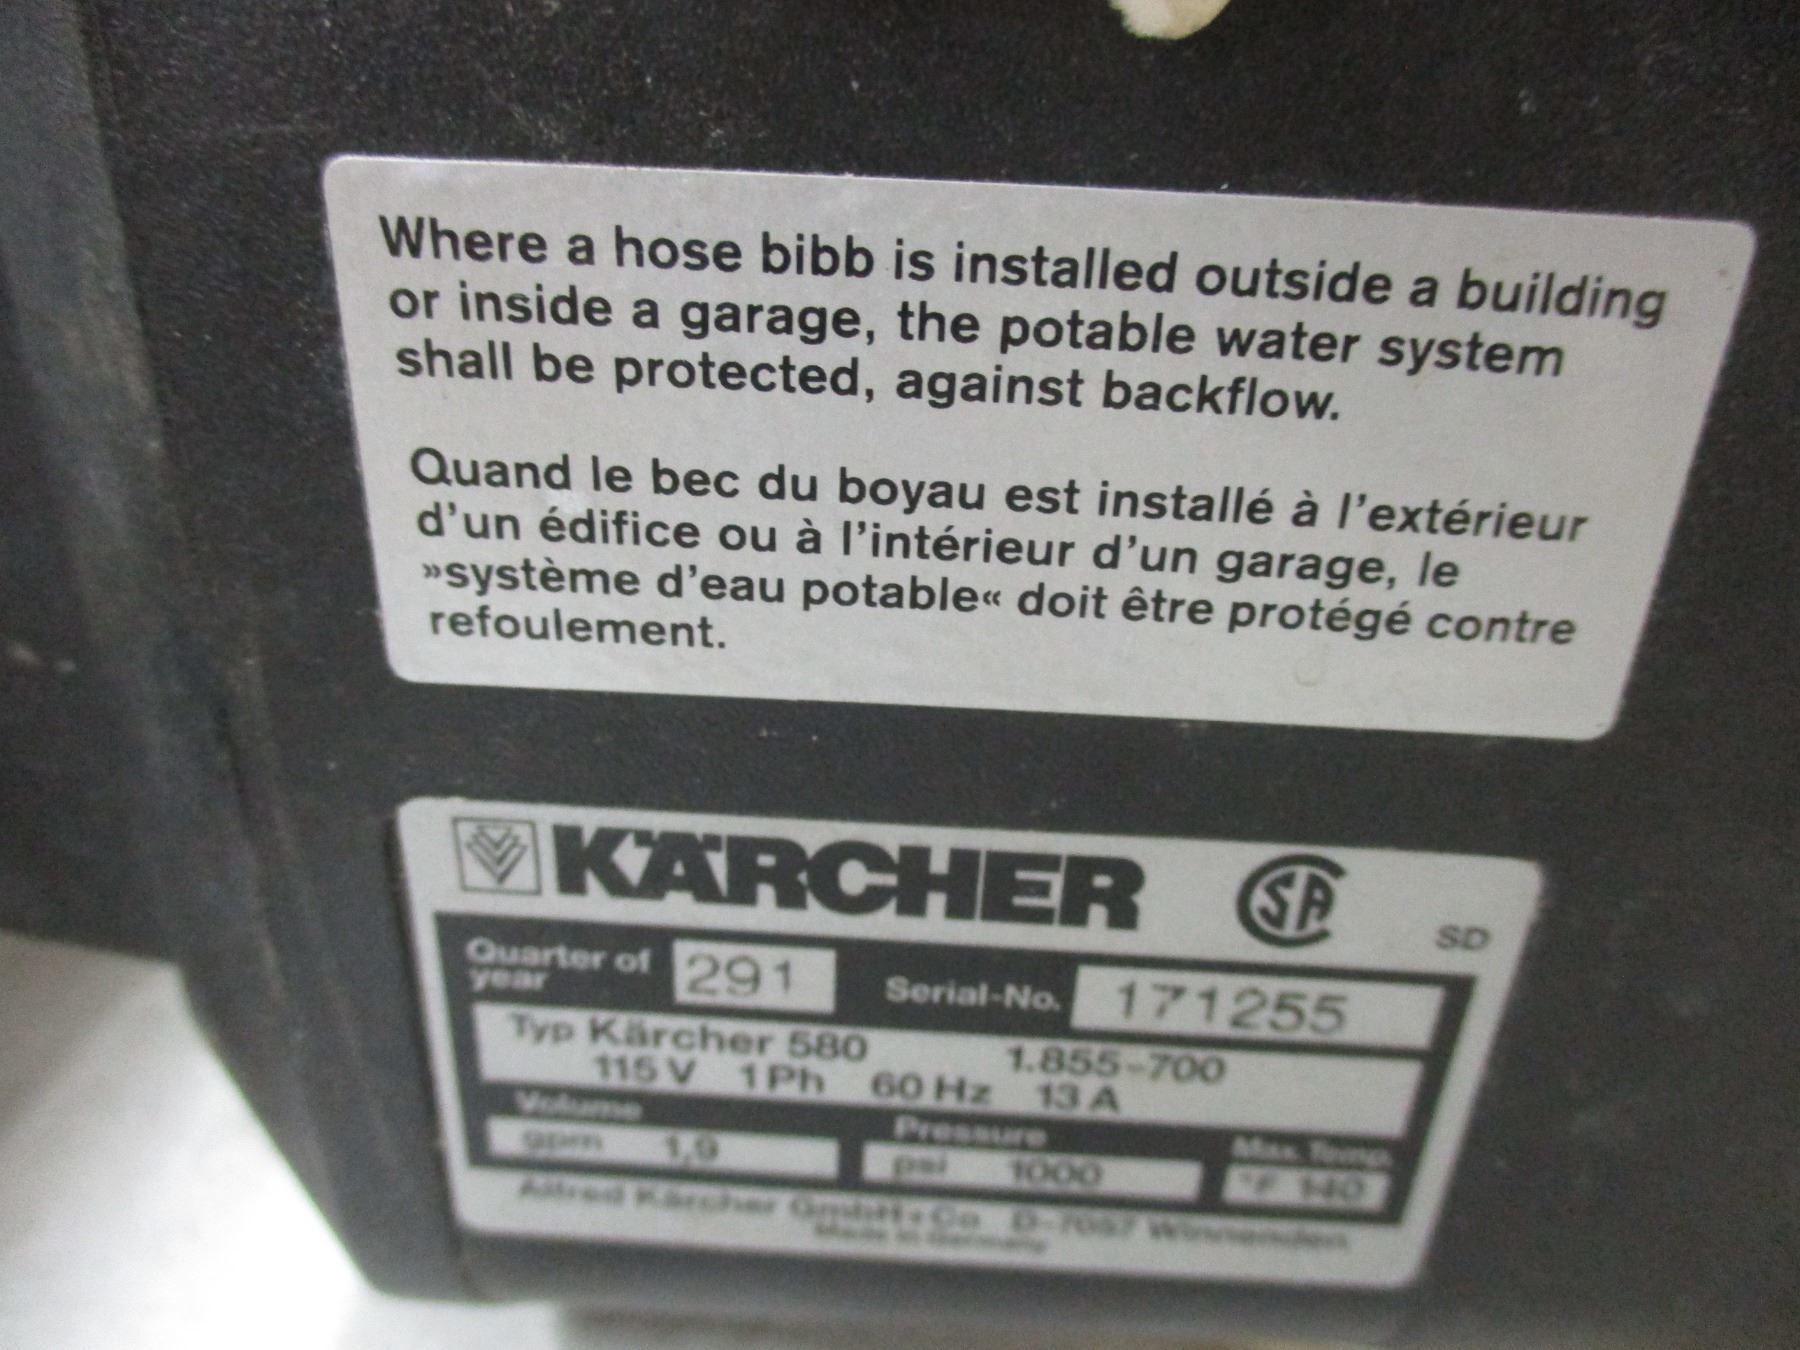 Where a hose bibb is installed outside a building
or inside a garage, the potable water system
shall be protected, against backflow.
Quand le bec du boyau est installé à l'extérieur
d'un édifice ou à l'intérieur d'un garage, le
»système d'eau potable« doit être protégé contre
refoulement.
KÄRCHER SA SD
Quarter of year 291 Serial-No. 171255
Typ Kärcher 580 1.855-700
115 V 1 Ph 60 Hz 13 A
Volume Pressure Max. Temp.
gpm 1,9 psi 1000 °F 140
Alfred Kärcher GmbH + Co D-7057 Winnenden
Made in Germany